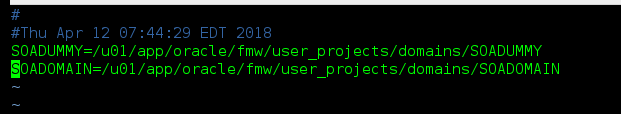 #
#Thu Apr 12 07:44:29 EDT 2018
SOADUMMY=/u01/app/oracle/fmw/user_projects/domains/SOADUMMY
SOADOMAIN=/u01/app/oracle/fmw/user_projects/domains/SOADOMAIN
~
~